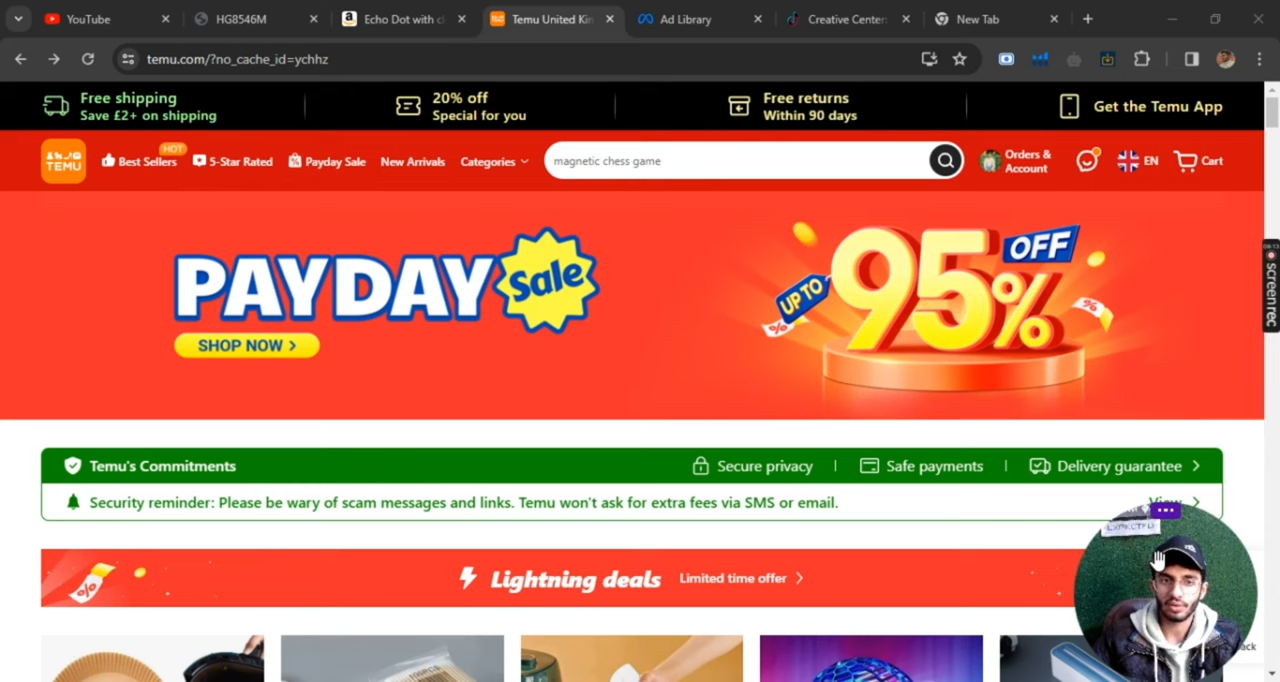 YouTube
HG8546M
Echo Dot with cl
Temu United Kin
Ad Library
Creative Center
New Tab
temu.com/?no_cache_id=ychhz
Free shipping
Save £2+ on shipping
20% off
Special for you
Free returns
Within 90 days
Get the Temu App
TEMU
Best Sellers
HOT
5-Star Rated
Payday Sale
New Arrivals
Categories
magnetic chess game
Orders &
Account
EN
Cart
PAYDAY Sale
SHOP NOW >
UP TO 95% OFF
screenrec
Temu's Commitments
Secure privacy
Safe payments
Delivery guarantee
Security reminder: Please be wary of scam messages and links. Temu won't ask for extra fees via SMS or email.
View
Lightning deals
Limited time offer